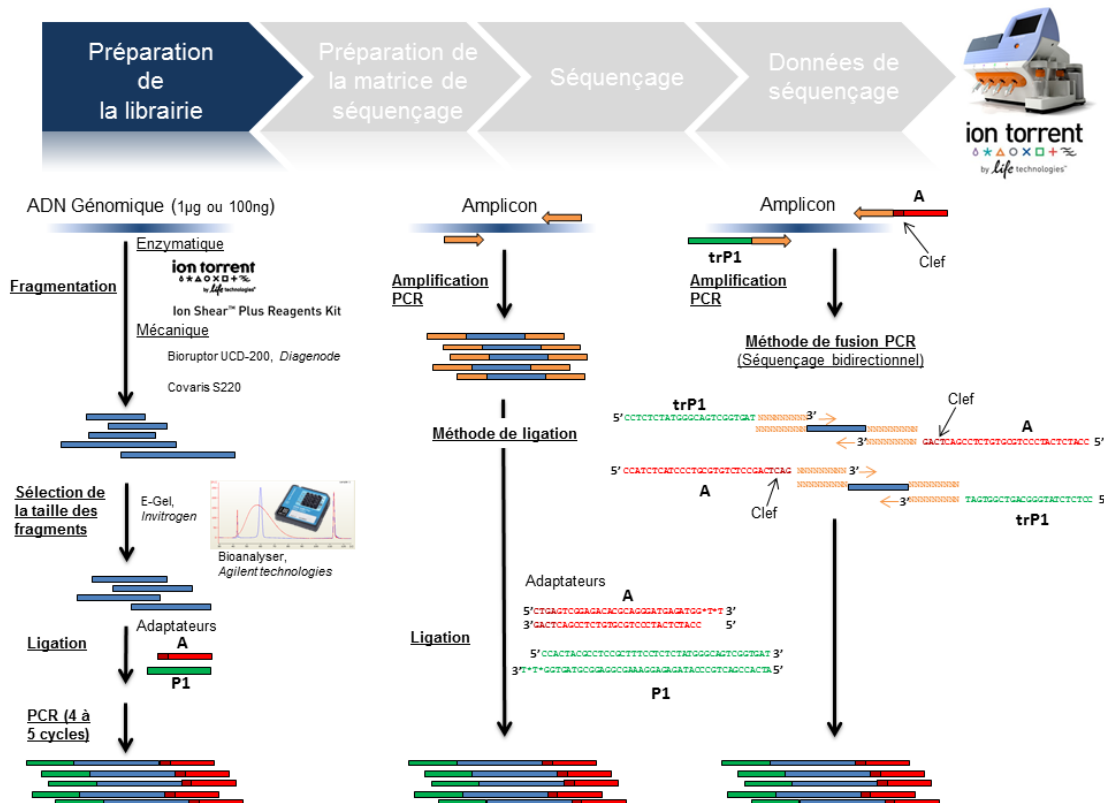 Préparation
de
la librairie
Préparation de
la matrice de
séquençage
Séquençage
Données de
séquençage
ion torrent
by life technologies™
ADN Génomique (1µg ou 100ng)
Enzymatique
Fragmentation
ion torrent
by life technologies™
Ion Shear™ Plus Reagents Kit
Mécanique
Bioruptor UCD-200, Diagenode
Covaris S220
Sélection de
la taille des
fragments
E-Gel,
Invitrogen
Bioanalyser,
Agilent technologies
Adaptateurs
Ligation
A
P1
PCR (4 à
5 cycles)
Amplicon
Amplification
PCR
Méthode de ligation
Adaptateurs
A
5’ CTGAGTCGGAGACACGCAGGGATGAGATGG*T*T 3’
3’ GACTCAGCCTCTGTGCGTCCCTACTCTACC 5’
5’ CCACTACGCCTCCGCTTTCCTCTCTATGGGCAGTCGGTGAT 3’
3’ T*T*GGTGATGCGGAGGCGAAAGGAGAGATACCCGTCAGCCACTA 5’
P1
Ligation
Amplicon
A
Clef
trP1
Amplification
PCR
Méthode de fusion PCR
(Séquençage bidirectionnel)
trP1
Clef
5’ CCTCTCTATGGGCAGTCGGTGAT NNNNNNNNN 3’
A
3’ GACTCAGCCTCTGTGCGTCCCTACTCTACC 5’
5’ CCATCTCATCCCTGCGTGTCTCCGACTCAG 3’
A
Clef
3’ TAGTGGCTGACGGGTATCTCTCC 5’
trP1